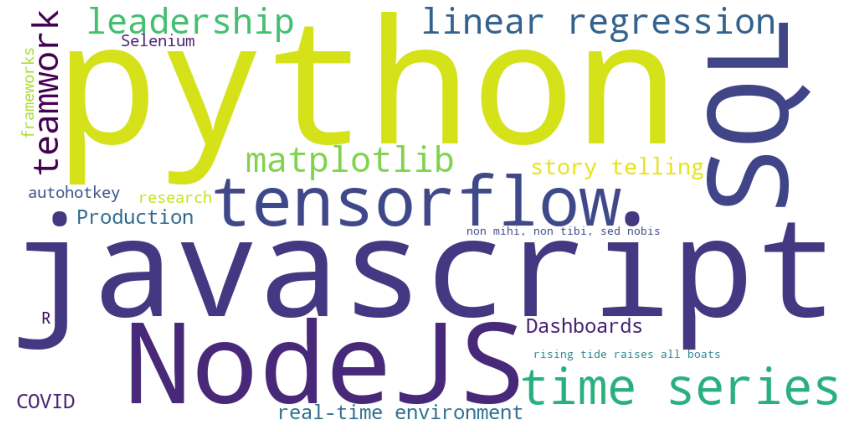 leadership
linear regression
Selenium
teamwork
frameworks
python
SQL
matplotlib
story telling
autohotkey
research
tensorflow
Production
non mihi, non tibi, sed nobis
javascript
R
NodeJS
Dashboards
rising tide raises all boats
time series
COVID
real-time environment